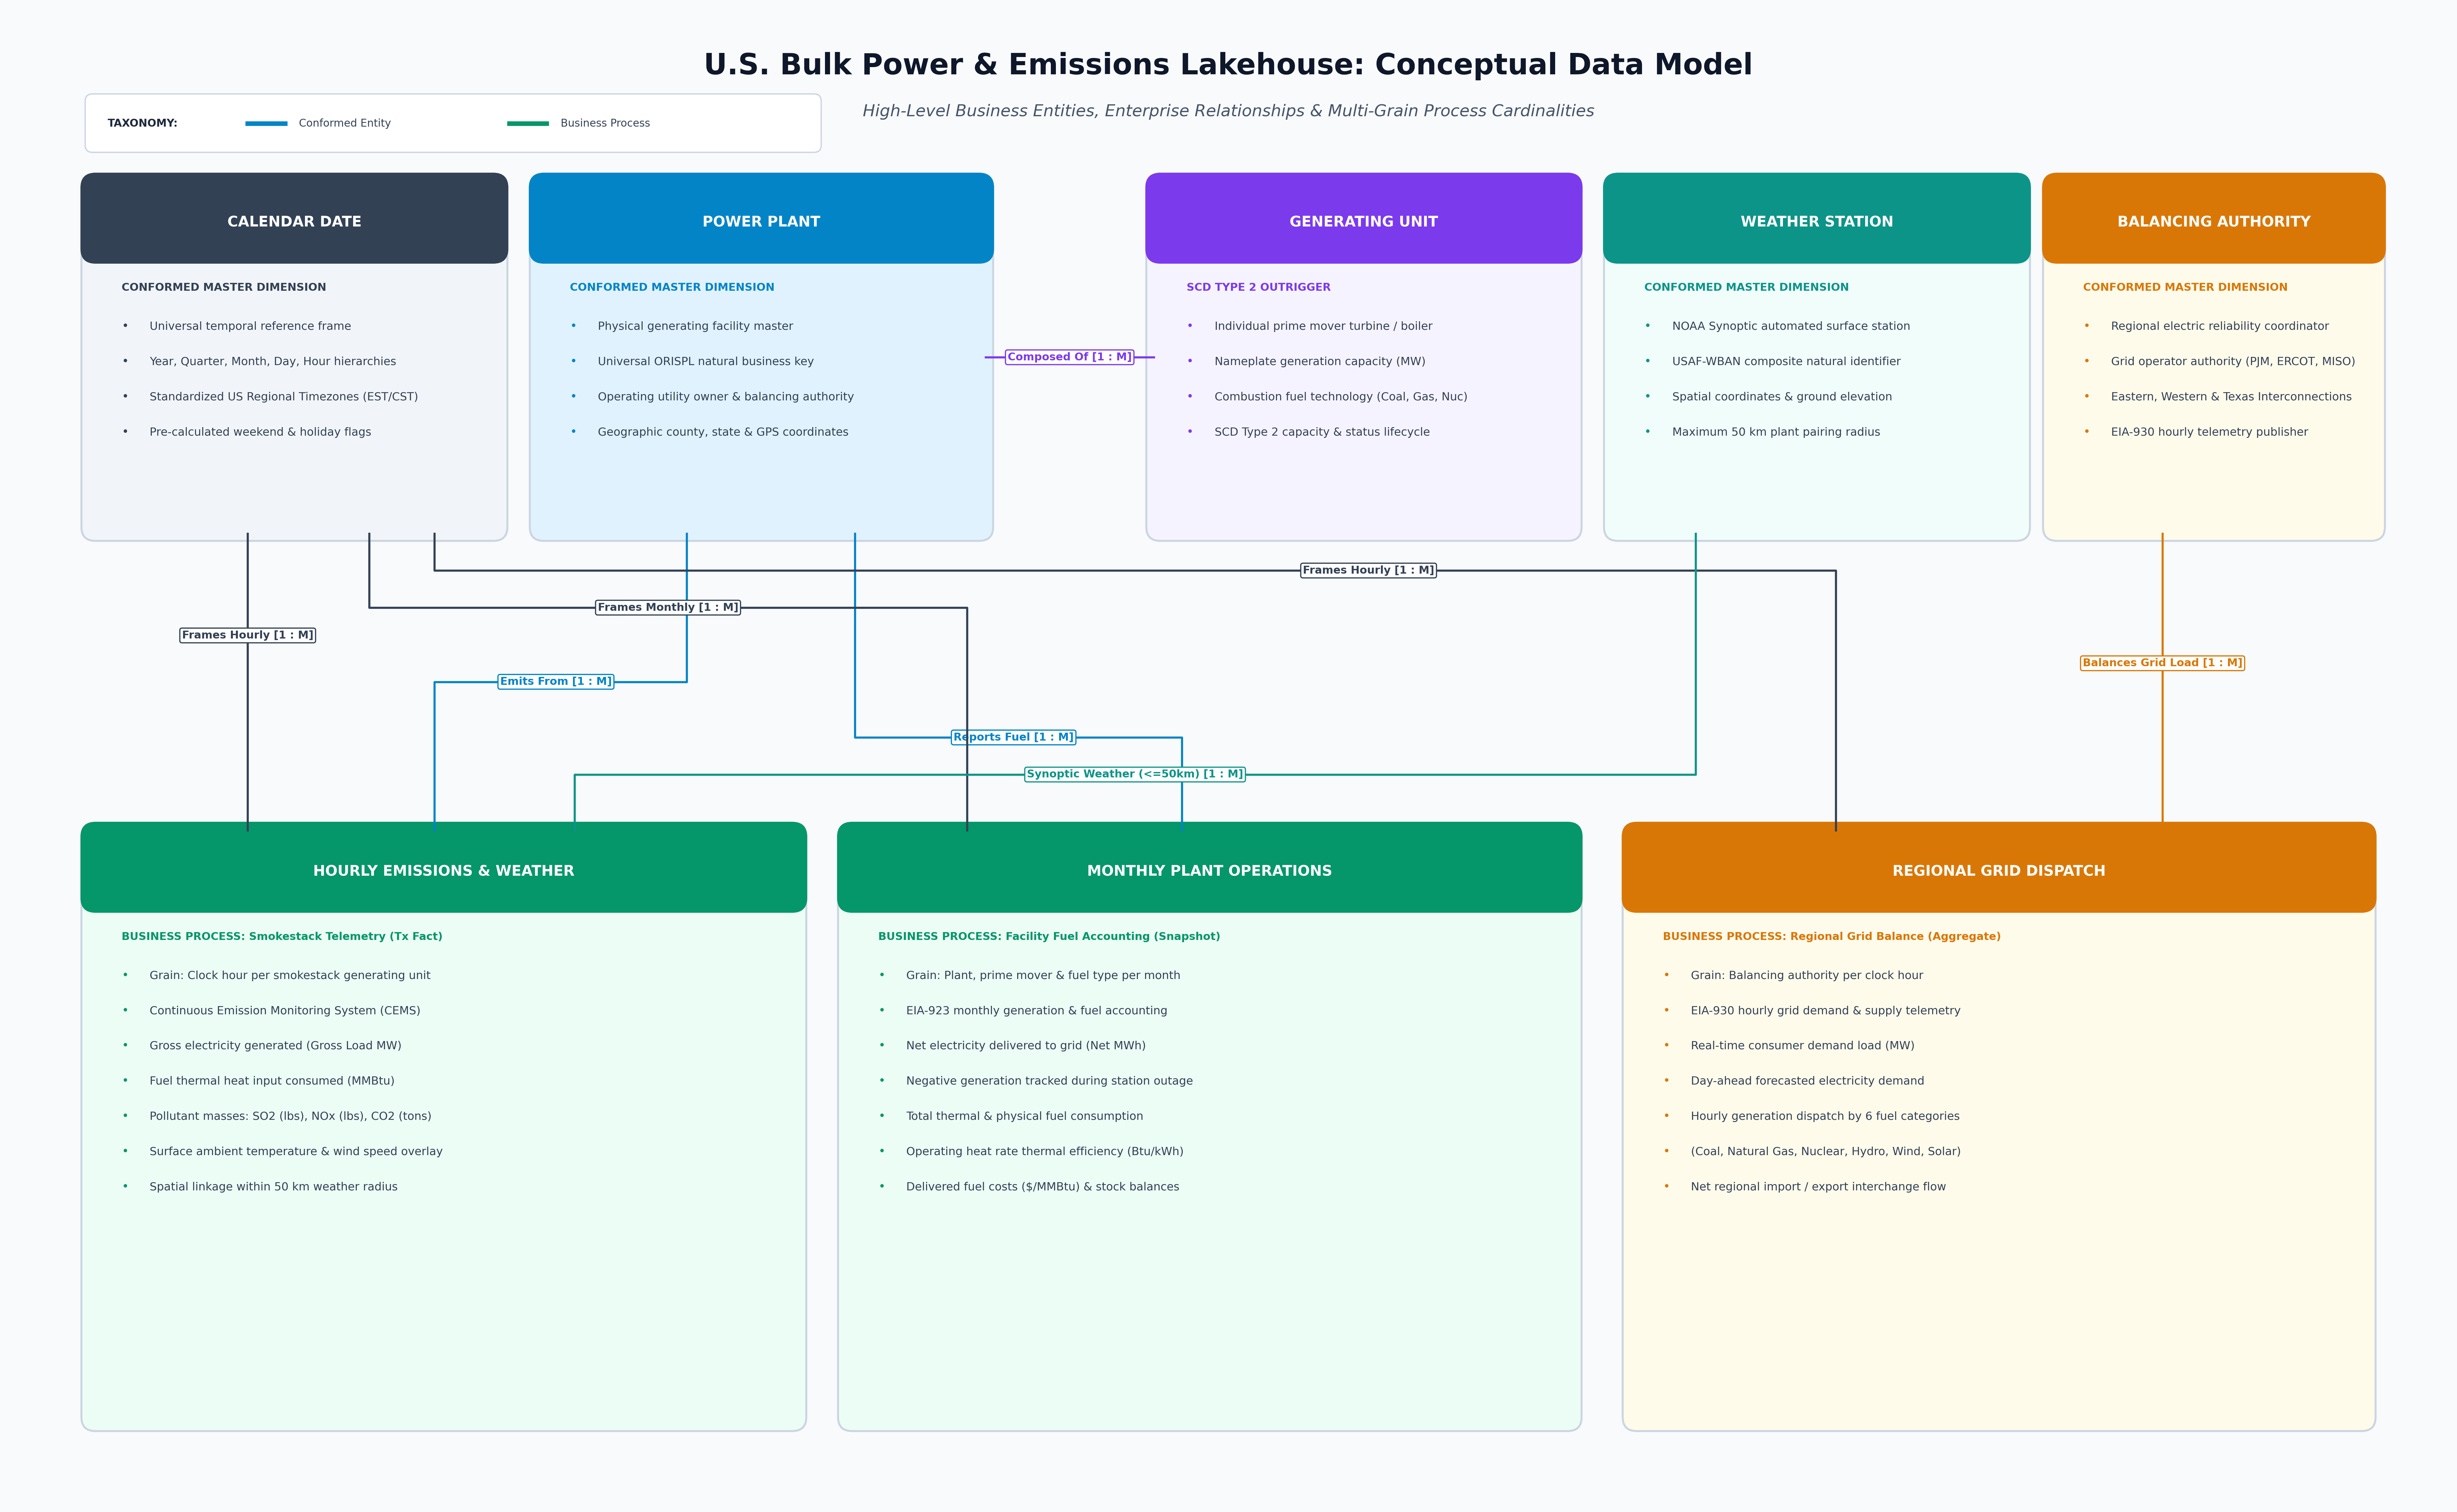 U.S. Bulk Power & Emissions Lakehouse: Conceptual Data Model
High-Level Business Entities, Enterprise Relationships & Multi-Grain Process Cardinalities
TAXONOMY:
Conformed Entity
Business Process
CALENDAR DATE
CONFORMED MASTER DIMENSION
• Universal temporal reference frame
• Year, Quarter, Month, Day, Hour hierarchies
• Standardized US Regional Timezones (EST/CST)
• Pre-calculated weekend & holiday flags
POWER PLANT
CONFORMED MASTER DIMENSION
• Physical generating facility master
• Universal ORISPL natural business key
• Operating utility owner & balancing authority
• Geographic county, state & GPS coordinates
Composed Of [1 : M]
GENERATING UNIT
SCD TYPE 2 OUTRIGGER
• Individual prime mover turbine / boiler
• Nameplate generation capacity (MW)
• Combustion fuel technology (Coal, Gas, Nuc)
• SCD Type 2 capacity & status lifecycle
WEATHER STATION
CONFORMED MASTER DIMENSION
• NOAA Synoptic automated surface station
• USAF-WBAN composite natural identifier
• Spatial coordinates & ground elevation
• Maximum 50 km plant pairing radius
BALANCING AUTHORITY
CONFORMED MASTER DIMENSION
• Regional electric reliability coordinator
• Grid operator authority (PJM, ERCOT, MISO)
• Eastern, Western & Texas Interconnections
• EIA-930 hourly telemetry publisher
Frames Hourly [1 : M]
Frames Monthly [1 : M]
Frames Hourly [1 : M]
Balances Grid Load [1 : M]
Emits From [1 : M]
Reports Fuel [1 : M]
Synoptic Weather (<=50km) [1 : M]
HOURLY EMISSIONS & WEATHER
BUSINESS PROCESS: Smokestack Telemetry (Tx Fact)
• Grain: Clock hour per smokestack generating unit
• Continuous Emission Monitoring System (CEMS)
• Gross electricity generated (Gross Load MW)
• Fuel thermal heat input consumed (MMBtu)
• Pollutant masses: SO2 (lbs), NOx (lbs), CO2 (tons)
• Surface ambient temperature & wind speed overlay
• Spatial linkage within 50 km weather radius
MONTHLY PLANT OPERATIONS
BUSINESS PROCESS: Facility Fuel Accounting (Snapshot)
• Grain: Plant, prime mover & fuel type per month
• EIA-923 monthly generation & fuel accounting
• Net electricity delivered to grid (Net MWh)
• Negative generation tracked during station outage
• Total thermal & physical fuel consumption
• Operating heat rate thermal efficiency (Btu/kWh)
• Delivered fuel costs ($/MMBtu) & stock balances
REGIONAL GRID DISPATCH
BUSINESS PROCESS: Regional Grid Balance (Aggregate)
• Grain: Balancing authority per clock hour
• EIA-930 hourly grid demand & supply telemetry
• Real-time consumer demand load (MW)
• Day-ahead forecasted electricity demand
• Hourly generation dispatch by 6 fuel categories
• (Coal, Natural Gas, Nuclear, Hydro, Wind, Solar)
• Net regional import / export interchange flow